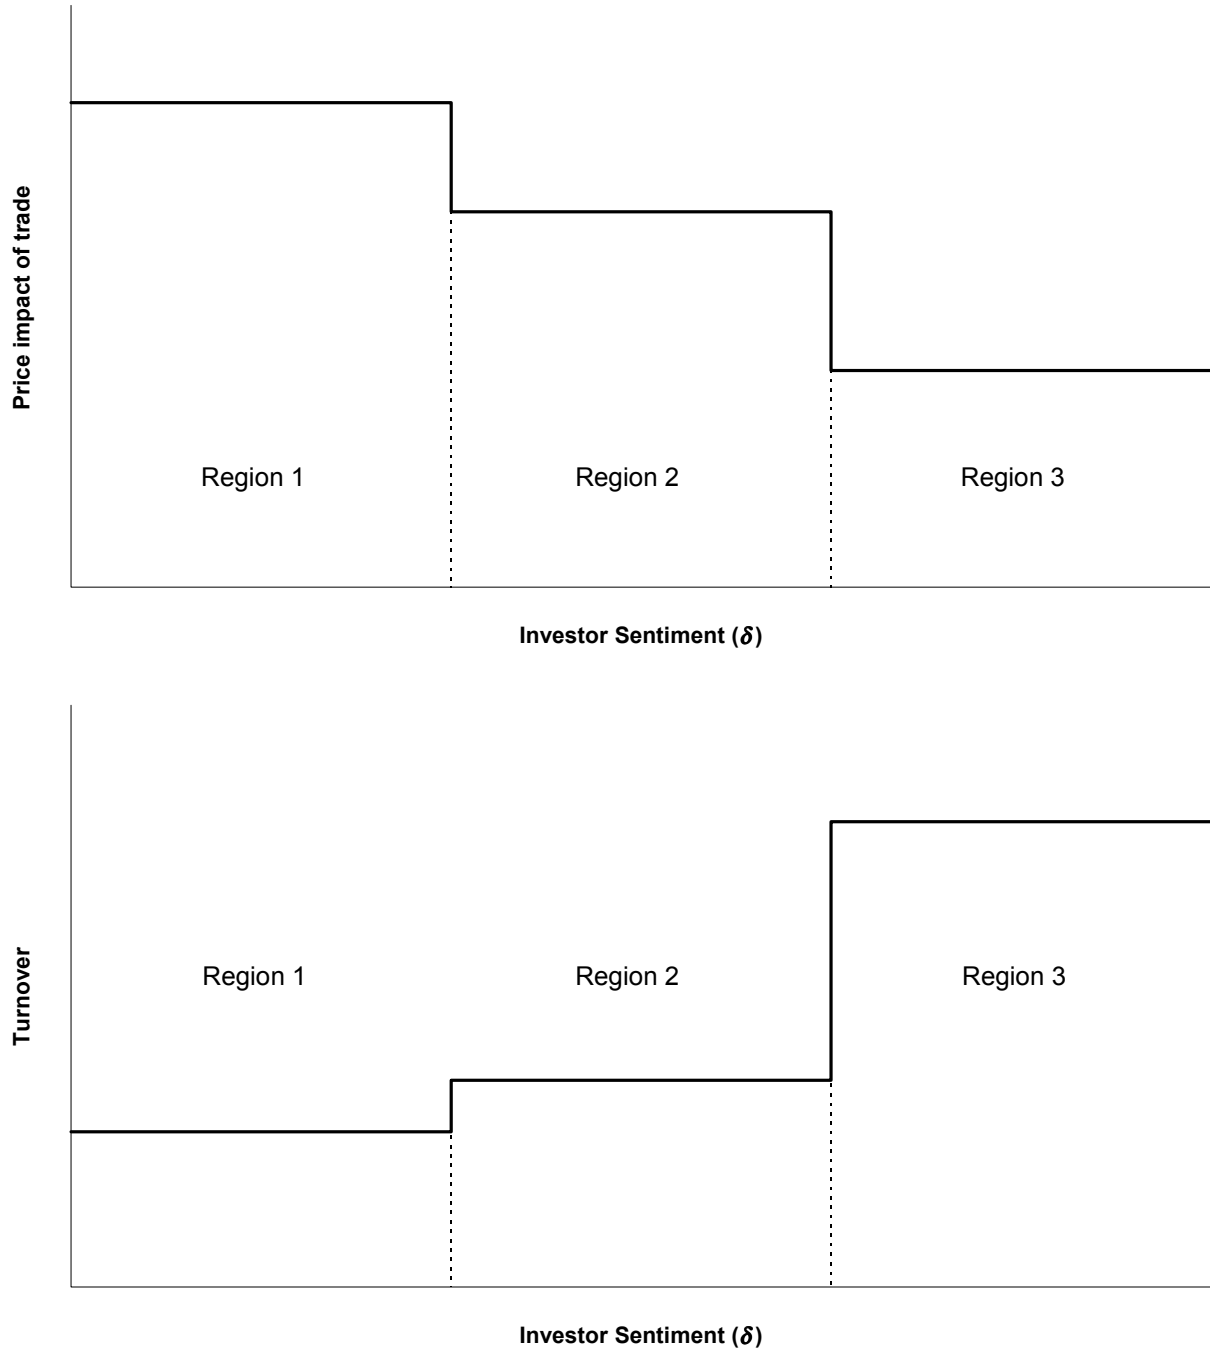 Price impact of trade
Region 1
Region 2
Region 3
Investor Sentiment (δ)
Turnover
Region 1
Region 2
Region 3
Investor Sentiment (δ)